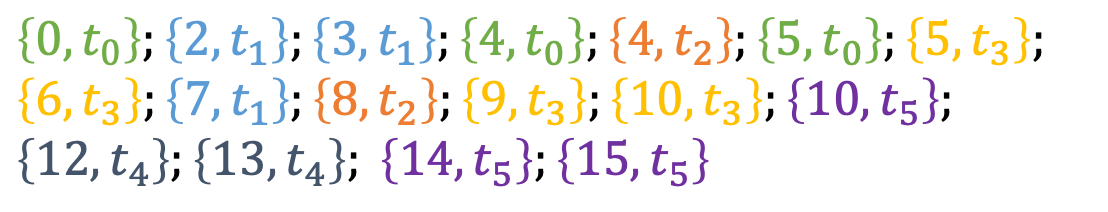 {0, t₀}; {2, t₁}; {3, t₁}; {4, t₀}; {4, t₂}; {5, t₀}; {5, t₃};
{6, t₃}; {7, t₁}; {8, t₂}; {9, t₃}; {10, t₃}; {10, t₅};
{12, t₄}; {13, t₄}; {14, t₅}; {15, t₅}